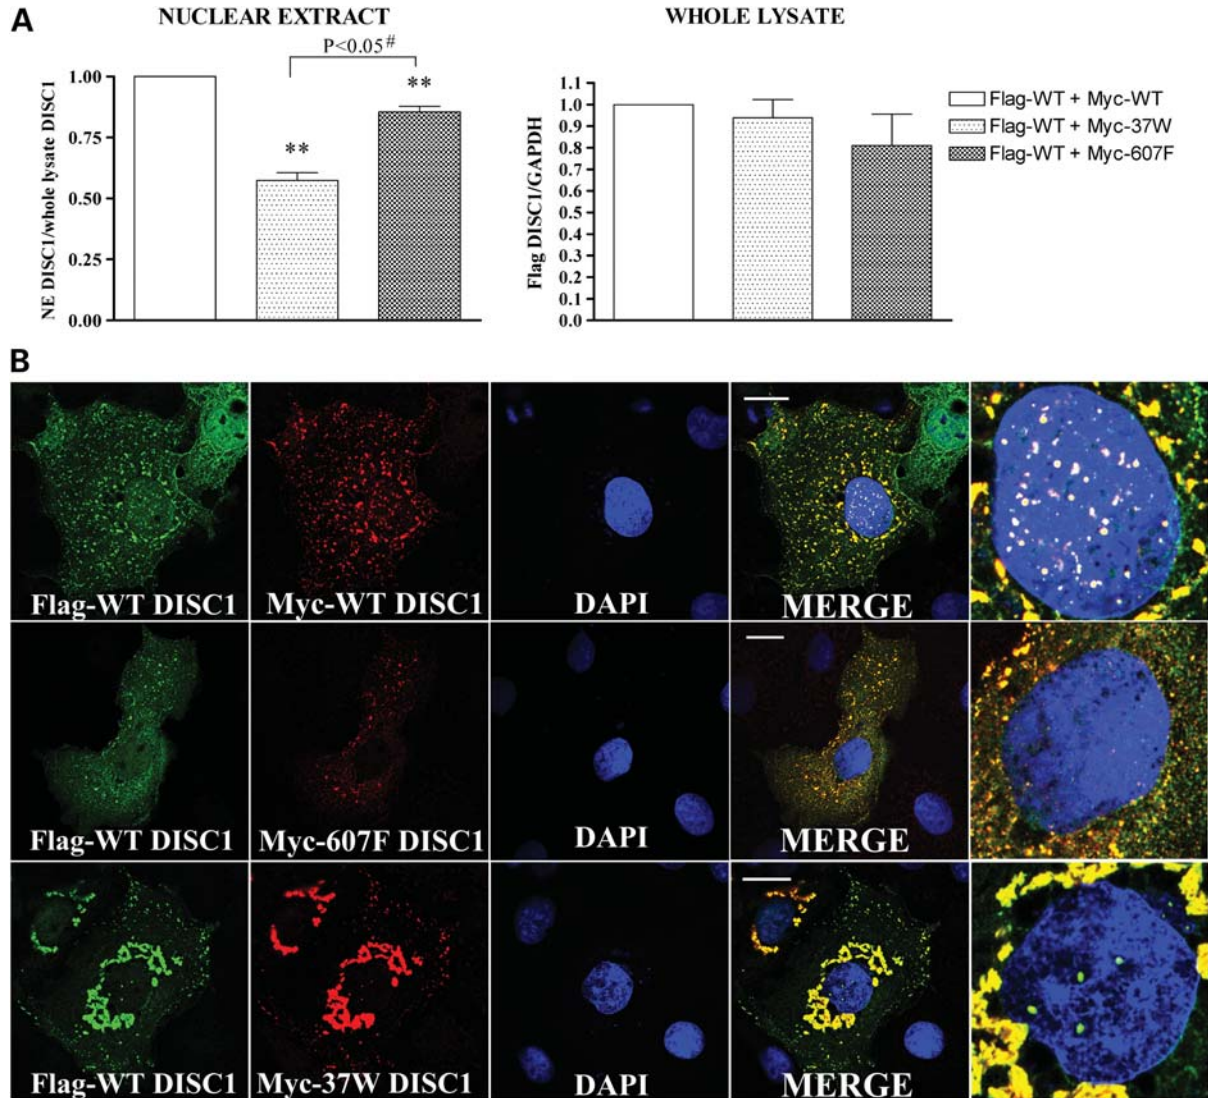 A
NUCLEAR EXTRACT
P<0.05#
**
**
NE DISC1/whole lysate DISC1
1.00
0.75
0.50
0.25
0.00
WHOLE LYSATE
Flag DISC1/GAPDH
1.1
1.0
0.9
0.8
0.7
0.6
0.5
0.4
0.3
0.2
0.1
0.0
Flag-WT + Myc-WT
Flag-WT + Myc-37W
Flag-WT + Myc-607F
B
Flag-WT DISC1
Myc-WT DISC1
DAPI
MERGE
Flag-WT DISC1
Myc-607F DISC1
DAPI
MERGE
Flag-WT DISC1
Myc-37W DISC1
DAPI
MERGE